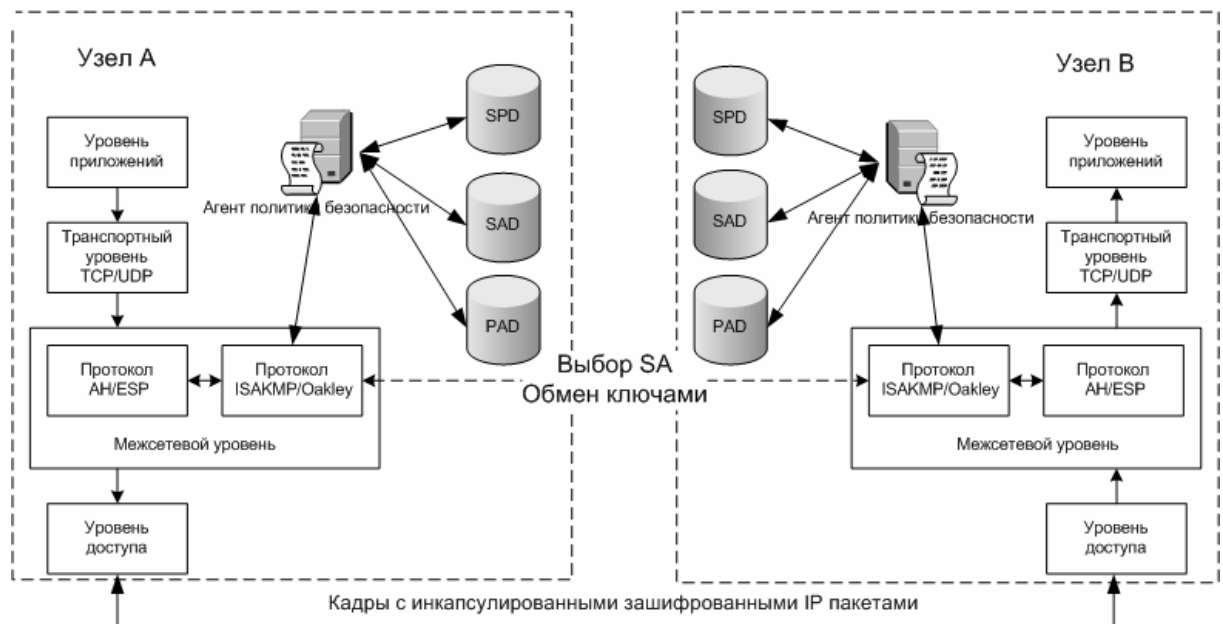 Узел А
Уровень
приложений
Транспортный
уровень
TCP/UDP
Агент политики безопасности
SPD
SAD
PAD
Протокол
AH/ESP
Протокол
ISAKMP/Oakley
Межсетевой уровень
Уровень
доступа
Выбор SA
Обмен ключами
Узел В
SPD
SAD
PAD
Агент политики безопасности
Уровень
приложений
Транспортный
уровень
TCP/UDP
Протокол
ISAKMP/Oakley
Протокол
AH/ESP
Межсетевой уровень
Уровень
доступа
Кадры с инкапсулированными зашифрованными IP пакетами